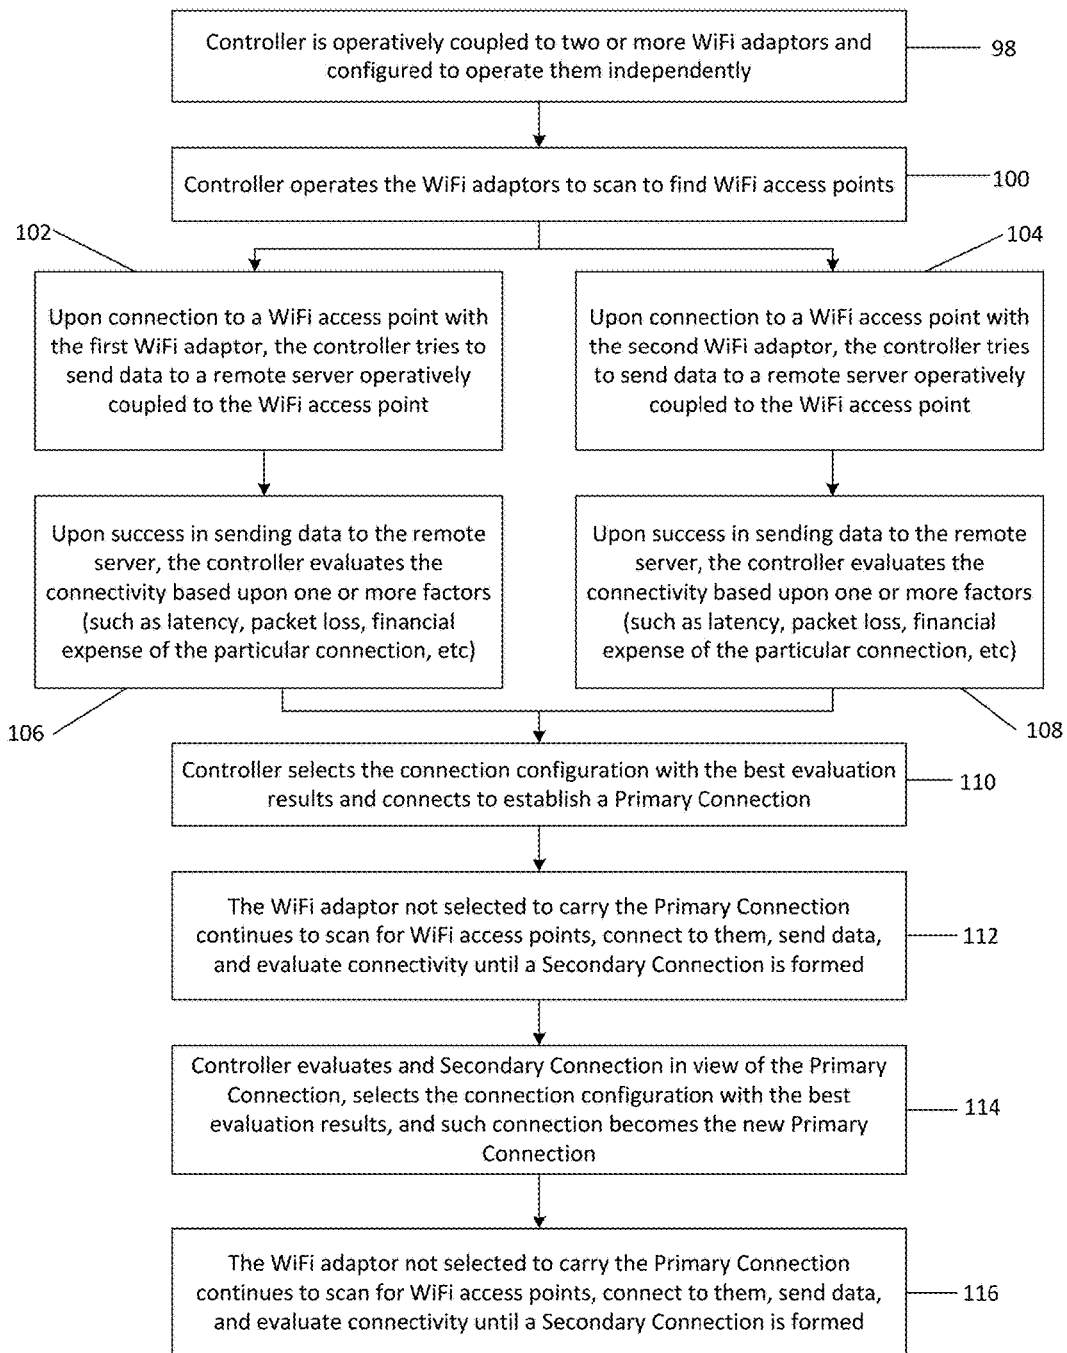 Controller is operatively coupled to two or more WiFi adaptors and
configured to operate them independently
98
Controller operates the WiFi adaptors to scan to find WiFi access points
100
102
104
Upon connection to a WiFi access point with
the first WiFi adaptor, the controller tries to
send data to a remote server operatively
coupled to the WiFi access point
Upon connection to a WiFi access point with
the second WiFi adaptor, the controller tries
to send data to a remote server operatively
coupled to the WiFi access point
Upon success in sending data to the remote
server, the controller evaluates the
connectivity based upon one or more factors
(such as latency, packet loss, financial
expense of the particular connection, etc)
Upon success in sending data to the remote
server, the controller evaluates the
connectivity based upon one or more factors
(such as latency, packet loss, financial
expense of the particular connection, etc)
106
108
Controller selects the connection configuration with the best evaluation
results and connects to establish a Primary Connection
110
The WiFi adaptor not selected to carry the Primary Connection
continues to scan for WiFi access points, connect to them, send data,
and evaluate connectivity until a Secondary Connection is formed
112
Controller evaluates and Secondary Connection in view of the Primary
Connection, selects the connection configuration with the best
evaluation results, and such connection becomes the new Primary
Connection
114
The WiFi adaptor not selected to carry the Primary Connection
continues to scan for WiFi access points, connect to them, send data,
and evaluate connectivity until a Secondary Connection is formed
116